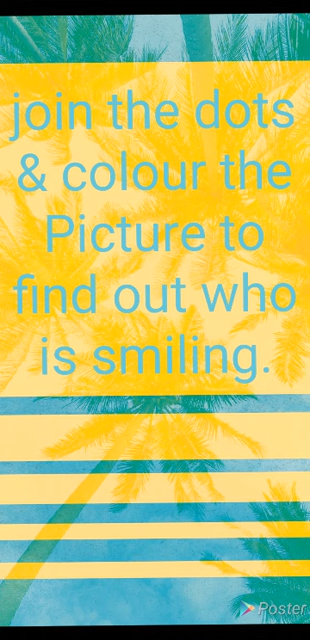 join the dots
& colour the
Picture to
find out who
is smiling.
Poster